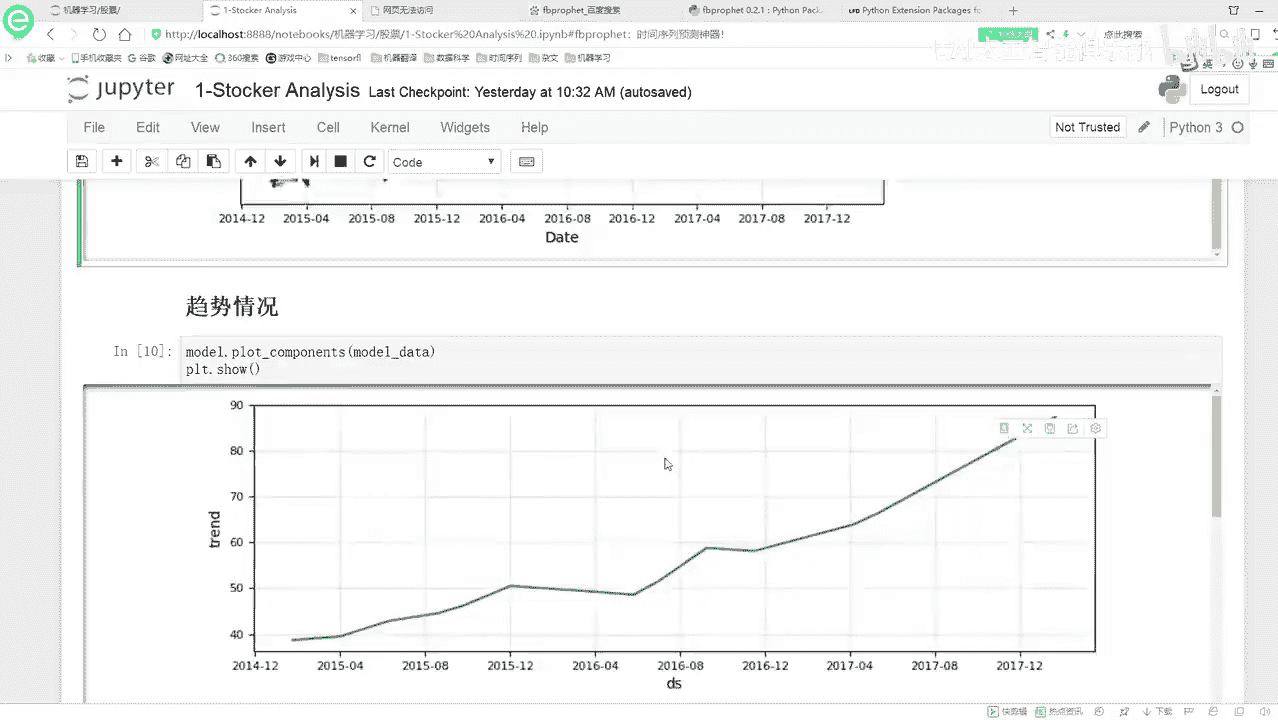 机器学习/股票/ 1-Stocker Analysis 网页无法访问 fbprophet_百度搜索 fbprophet 0.2.1 : Python Pack Python Extension Packages fo
http://localhost:8888/notebooks/机器学习/股票/1-Stocker%20Analysis%20.ipynb#fbprophet：时间序列预测神器! 点此搜索
收藏 手机收藏夹 谷歌 网址大全 360搜索 游戏中心 tensorfl 机器翻译 数据科学 时间序列 杂文 机器学习
jupyter 1-Stocker Analysis Last Checkpoint: Yesterday at 10:32 AM (autosaved) Logout
File Edit View Insert Cell Kernel Widgets Help Not Trusted Python 3
Code
2014-12 2015-04 2015-08 2015-12 2016-04 2016-08 2016-12 2017-04 2017-08 2017-12
Date
趋势情况
In [10]: model.plot_components(model_data)
plt.show()
90
80
70
60
50
40
trend
2014-12 2015-04 2015-08 2015-12 2016-04 2016-08 2016-12 2017-04 2017-08 2017-12
ds
快剪辑 热点资讯 下载